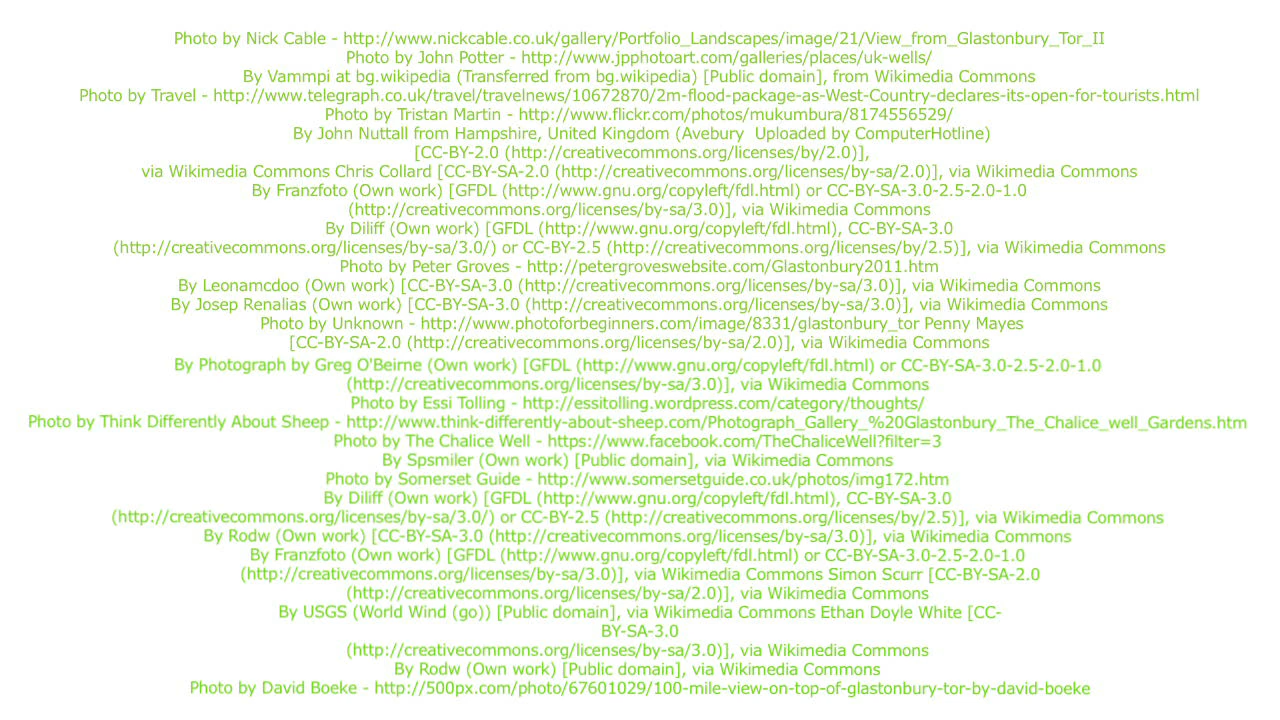 Photo by Nick Cable - http://www.nickcable.co.uk/gallery/Portfolio_Landscapes/image/21/View_from_Glastonbury_Tor_II
Photo by John Potter - http://www.jpphotoart.com/galleries/places/uk-wells/
By Vammpi at bg.wikipedia (Transferred from bg.wikipedia) [Public domain], from Wikimedia Commons
Photo by Travel - http://www.telegraph.co.uk/travel/travelnews/10672870/2m-flood-package-as-West-Country-declares-its-open-for-tourists.html
Photo by Tristan Martin - http://www.flickr.com/photos/mukumbura/8174556529/
By John Nuttall from Hampshire, United Kingdom (Avebury  Uploaded by ComputerHotline)
[CC-BY-2.0 (http://creativecommons.org/licenses/by/2.0)],
via Wikimedia Commons Chris Collard [CC-BY-SA-2.0 (http://creativecommons.org/licenses/by-sa/2.0)], via Wikimedia Commons
By Franzfoto (Own work) [GFDL (http://www.gnu.org/copyleft/fdl.html) or CC-BY-SA-3.0-2.5-2.0-1.0
(http://creativecommons.org/licenses/by-sa/3.0)], via Wikimedia Commons
By Diliff (Own work) [GFDL (http://www.gnu.org/copyleft/fdl.html), CC-BY-SA-3.0
(http://creativecommons.org/licenses/by-sa/3.0/) or CC-BY-2.5 (http://creativecommons.org/licenses/by/2.5)], via Wikimedia Commons
Photo by Peter Groves - http://petergroveswebsite.com/Glastonbury2011.htm
By Leonamcdoo (Own work) [CC-BY-SA-3.0 (http://creativecommons.org/licenses/by-sa/3.0)], via Wikimedia Commons
By Josep Renalias (Own work) [CC-BY-SA-3.0 (http://creativecommons.org/licenses/by-sa/3.0)], via Wikimedia Commons
Photo by Unknown - http://www.photoforbeginners.com/image/8331/glastonbury_tor Penny Mayes
[CC-BY-SA-2.0 (http://creativecommons.org/licenses/by-sa/2.0)], via Wikimedia Commons
By Photograph by Greg O'Beirne (Own work) [GFDL (http://www.gnu.org/copyleft/fdl.html) or CC-BY-SA-3.0-2.5-2.0-1.0
(http://creativecommons.org/licenses/by-sa/3.0)], via Wikimedia Commons
Photo by Essi Tolling - http://essitolling.wordpress.com/category/thoughts/
Photo by Think Differently About Sheep - http://www.think-differently-about-sheep.com/Photograph_Gallery_%20Glastonbury_The_Chalice_well_Gardens.htm
Photo by The Chalice Well - https://www.facebook.com/TheChaliceWell?filter=3
By Spsmiler (Own work) [Public domain], via Wikimedia Commons
Photo by Somerset Guide - http://www.somersetguide.co.uk/photos/img172.htm
By Diliff (Own work) [GFDL (http://www.gnu.org/copyleft/fdl.html), CC-BY-SA-3.0
(http://creativecommons.org/licenses/by-sa/3.0/) or CC-BY-2.5 (http://creativecommons.org/licenses/by/2.5)], via Wikimedia Commons
By Rodw (Own work) [CC-BY-SA-3.0 (http://creativecommons.org/licenses/by-sa/3.0)], via Wikimedia Commons
By Franzfoto (Own work) [GFDL (http://www.gnu.org/copyleft/fdl.html) or CC-BY-SA-3.0-2.5-2.0-1.0
(http://creativecommons.org/licenses/by-sa/3.0)], via Wikimedia Commons Simon Scurr [CC-BY-SA-2.0
(http://creativecommons.org/licenses/by-sa/2.0)], via Wikimedia Commons
By USGS (World Wind (go)) [Public domain], via Wikimedia Commons Ethan Doyle White [CC-
BY-SA-3.0
(http://creativecommons.org/licenses/by-sa/3.0)], via Wikimedia Commons
By Rodw (Own work) [Public domain], via Wikimedia Commons
Photo by David Boeke - http://500px.com/photo/67601029/100-mile-view-on-top-of-glastonbury-tor-by-david-boeke